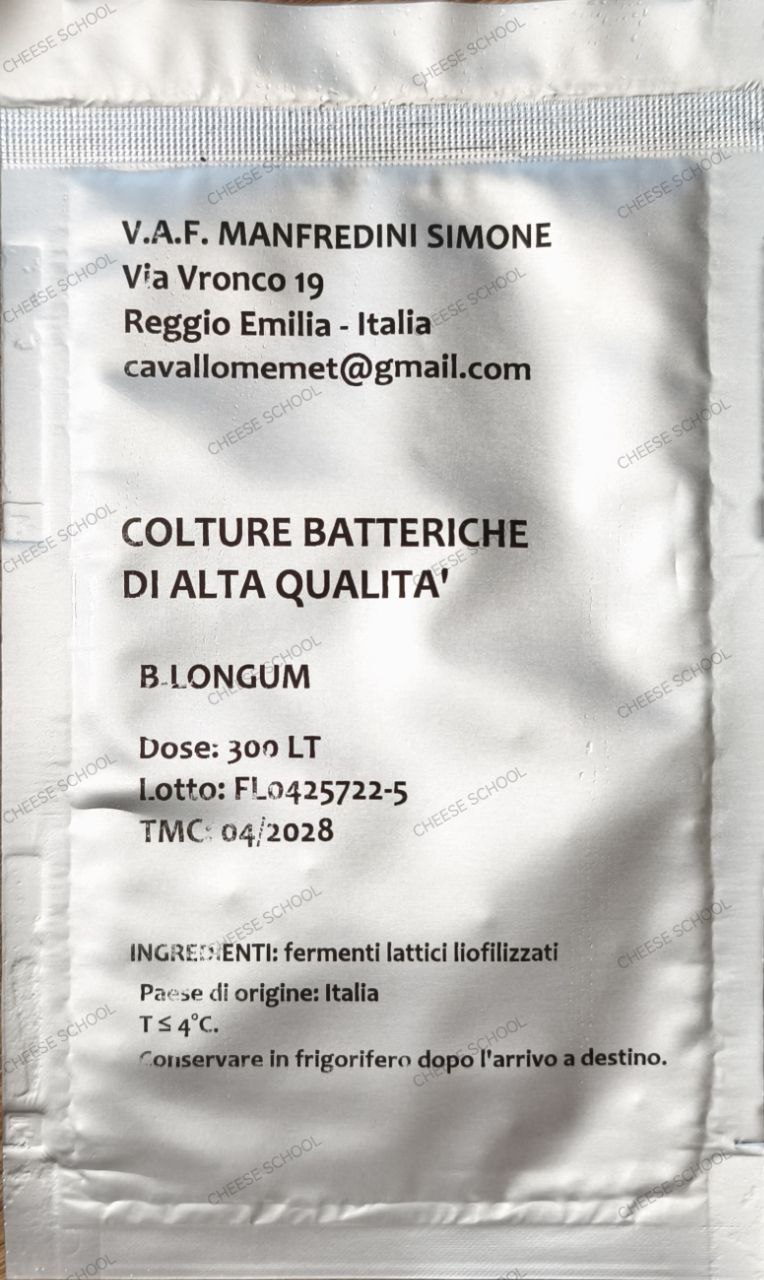 V.A.F. MANFREDINI SIMONE
Via Vronco 19
Reggio Emilia - Italia
cavallomemet@gmail.com
COLTURE BATTERICHE
DI ALTA QUALITA'
B.LONGUM
Dose: 300 LT
Lotto: FL0425722-5
TMC: 04/2028
INGREDIENTI: fermenti lattici liofilizzati
Paese di origine: Italia
T ≤ 4°C.
Conservare in frigorifero dopo l'arrivo a destino.
CHEESE SCHOOL